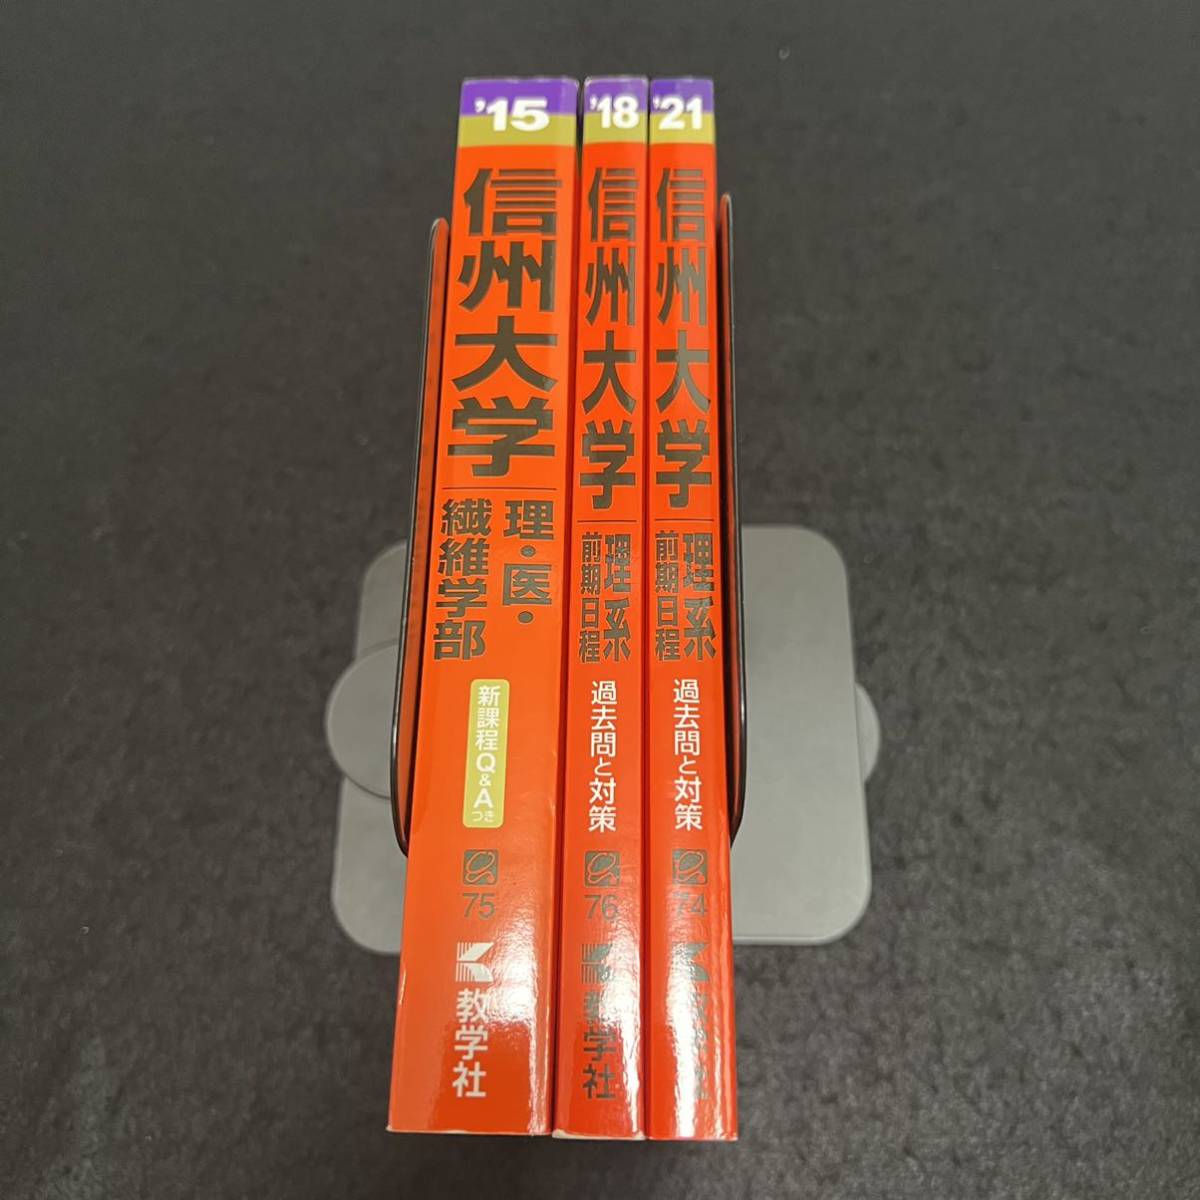 '15
信州大学
理・医・
繊維学部
新課程Q&Aつき
75
教学社
'18
信州大学
理系
前期日程
過去問と対策
76
教学社
'21
信州大学
理系
前期日程
過去問と対策
74
教学社